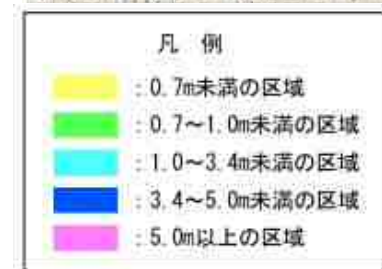 凡 例
: 0.7m未満の区域
: 0.7～1.0m未満の区域
: 1.0～3.4m未満の区域
: 3.4～5.0m未満の区域
: 5.0m以上の区域